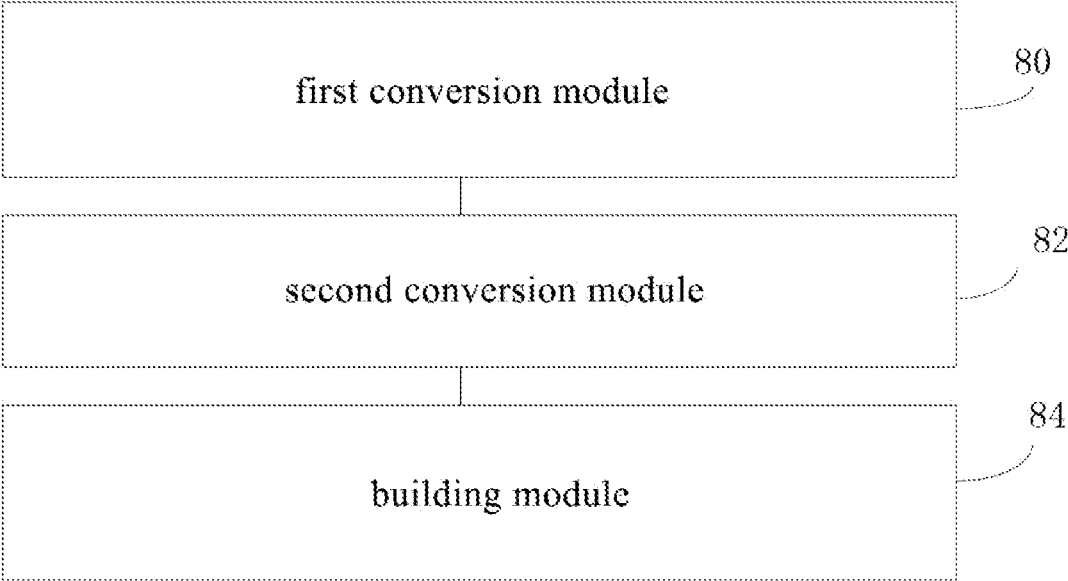 first conversion module
80
second conversion module
82
building module
84